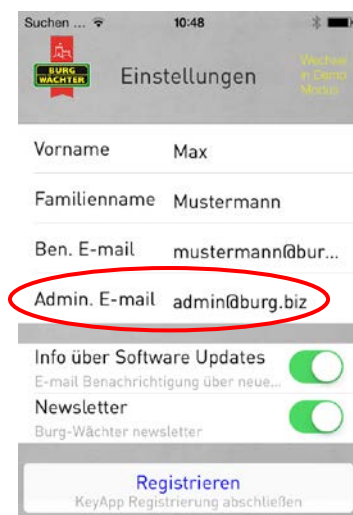 Suchen ... 10:48
BURG
WÄCHTER
Einstellungen
Wechsel
in Demo
Modus
Vorname Max
Familienname Mustermann
Ben. E-mail mustermann@bur...
Admin. E-mail admin@burg.biz
Info über Software Updates
E-mail Benachrichtigung über neue...
Newsletter
Burg-Wächter newsletter
Registrieren
KeyApp Registrierung abschließen